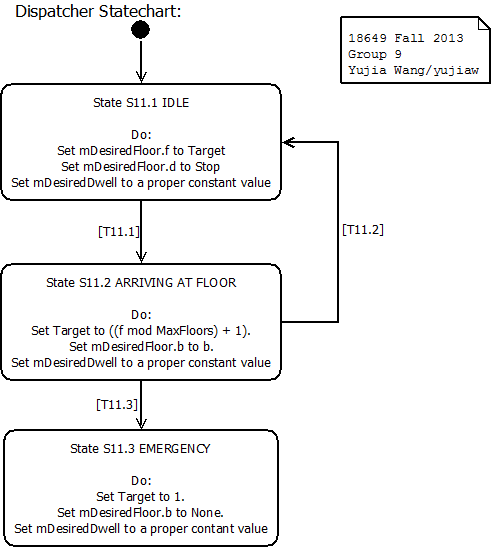 Dispatcher Statechart:
18649 Fall 2013
Group 9
Yujia Wang/yujiaw
State S11.1 IDLE
Do:
Set mDesiredFloor.f to Target
Set mDesiredFloor.d to Stop
Set mDesiredDwell to a proper constant value
[T11.1]
[T11.2]
State S11.2 ARRIVING AT FLOOR
Do:
Set Target to ((f mod MaxFloors) + 1).
Set mDesiredFloor.b to b.
Set mDesiredDwell to a proper constant value
[T11.3]
State S11.3 EMERGENCY
Do:
Set Target to 1.
Set mDesiredFloor.b to None.
Set mDesiredDwell to a proper contant value